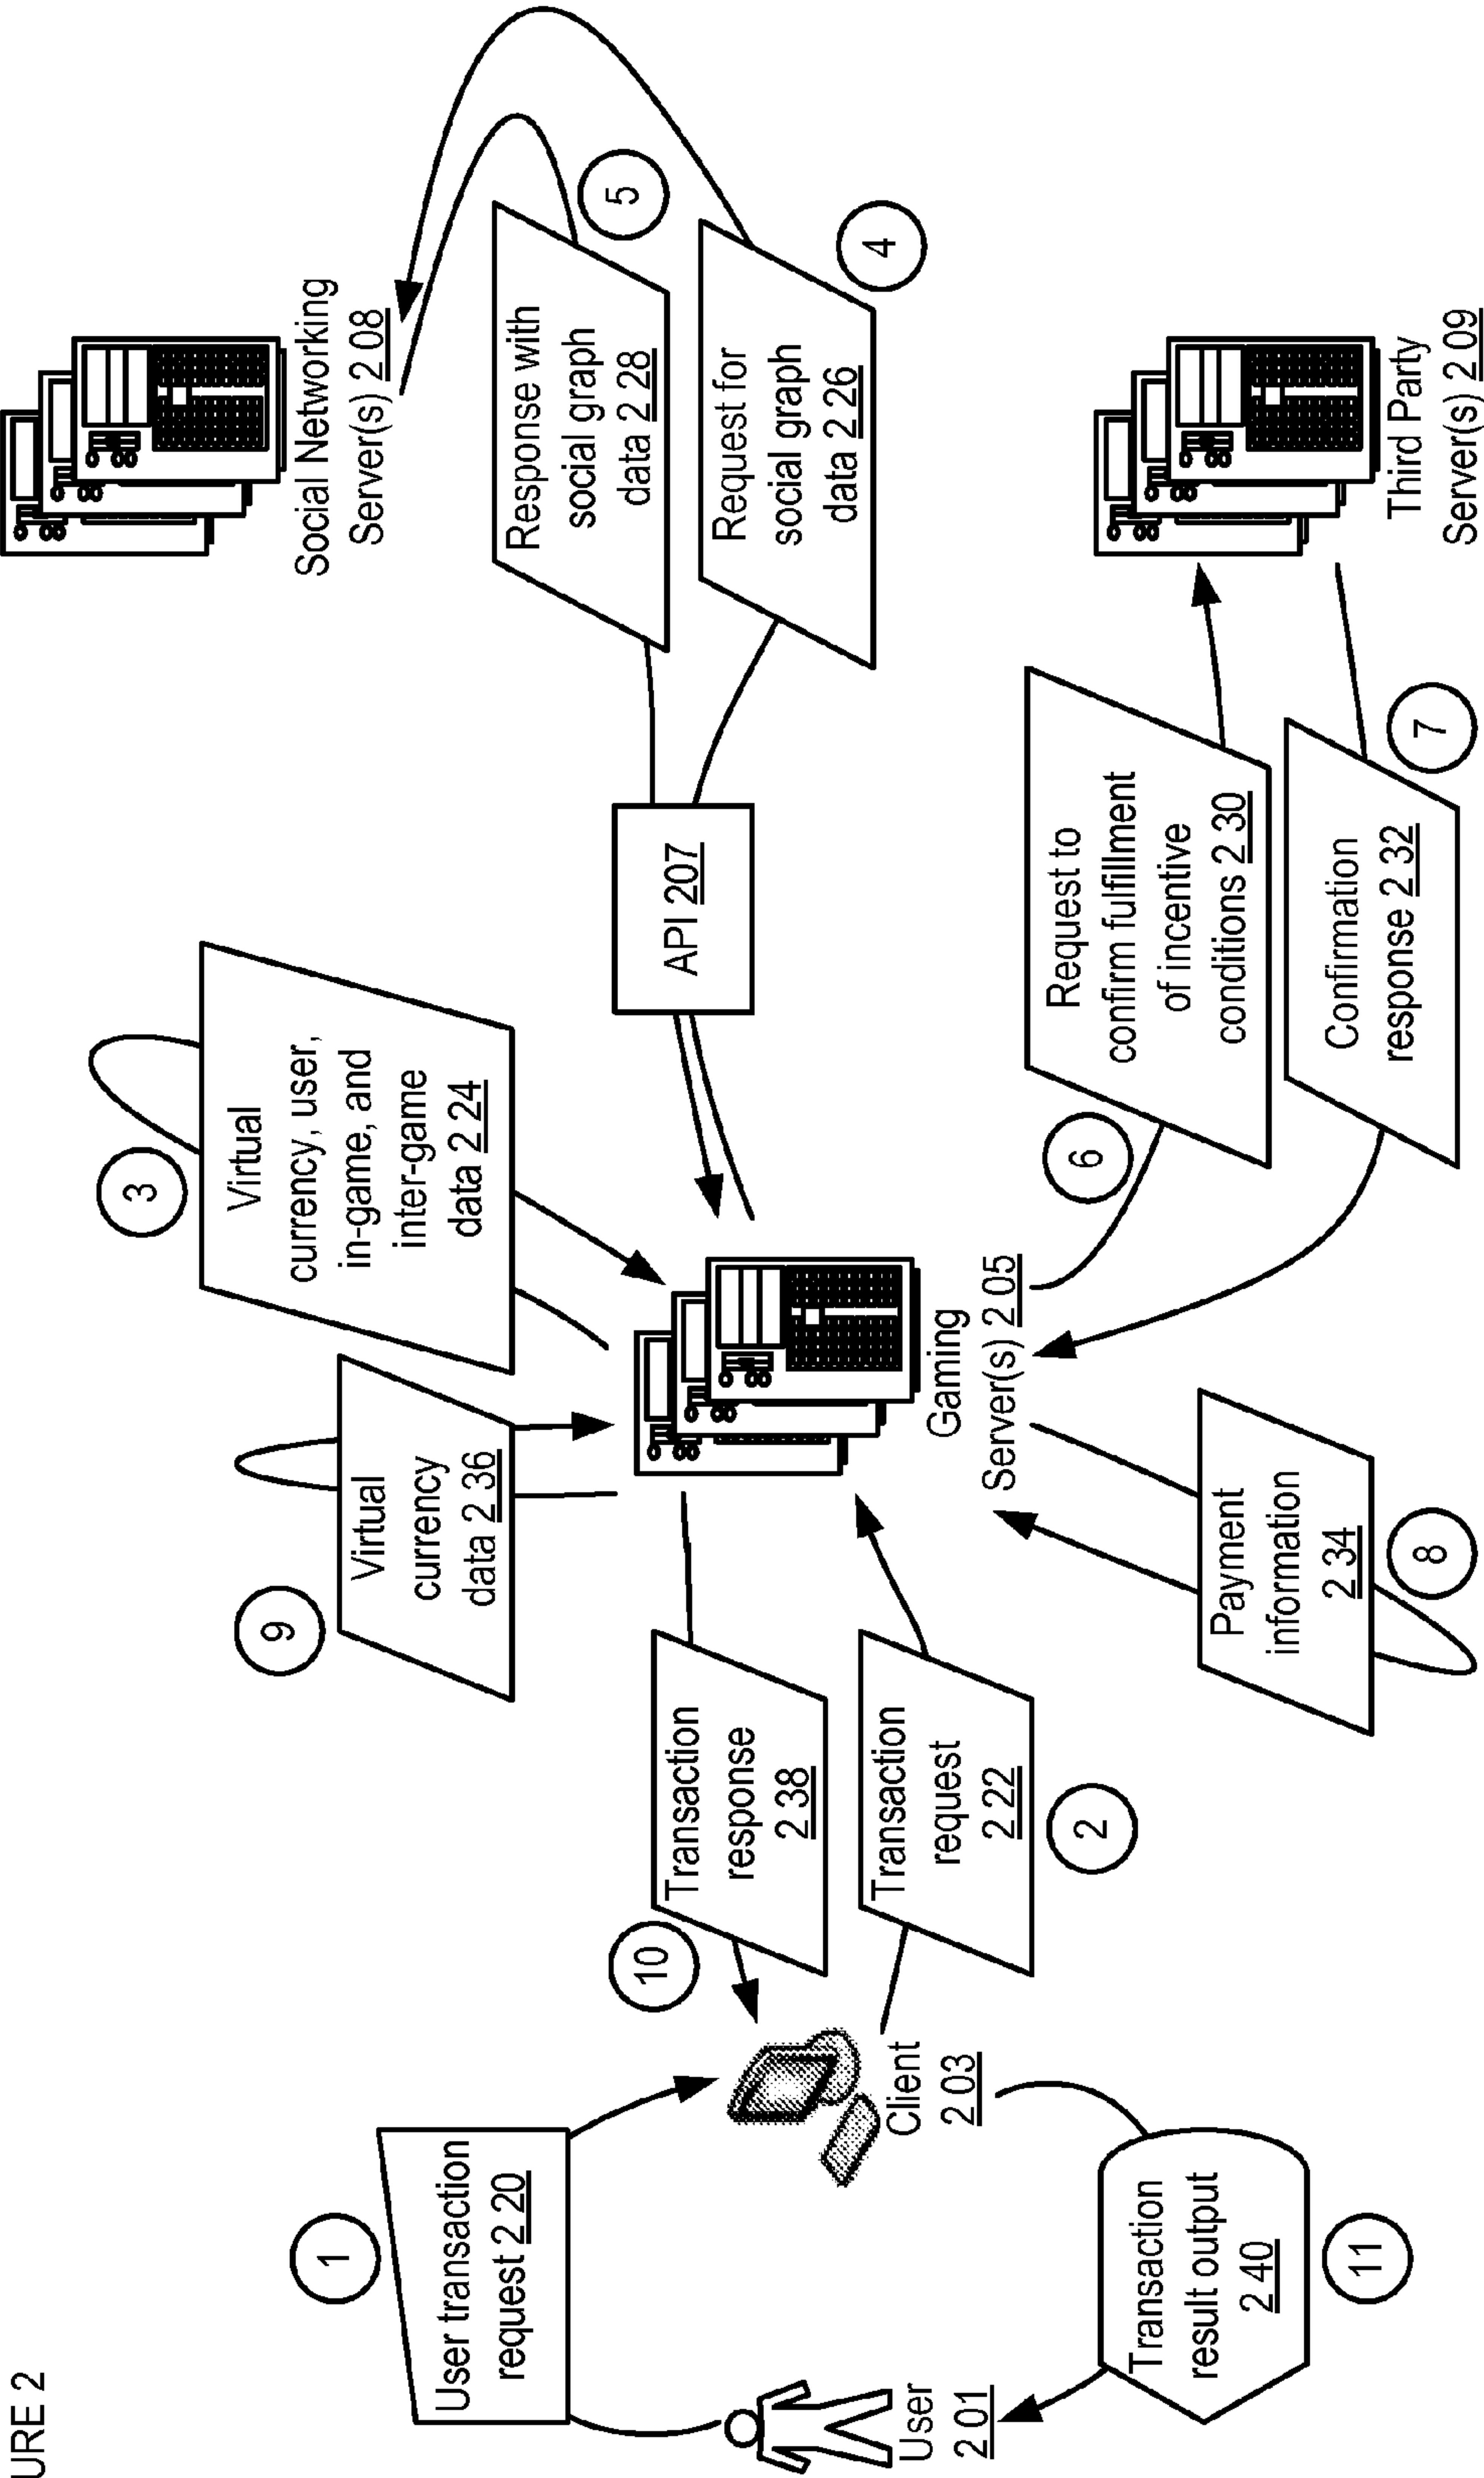 URE 2
1
User transaction
request 2 20
User
2 01
Transaction
result output
2 40
11
Client
2 03
10
Transaction
response
2 38
Transaction
request
2 22
2
9
Virtual
currency
data 2 36
3
Virtual
currency, user,
in-game, and
inter-game
data 2 24
Gaming
Server(s) 2 05
Payment
information
2 34
8
API 207
6
Request to
confirm fulfillment
of incentive
conditions 2 30
Confirmation
response 2 32
7
Social Networking
Server(s) 2 08
Response with
social graph
data 2 28
5
Request for
social graph
data 2 26
4
Third Party
Server(s) 2 09